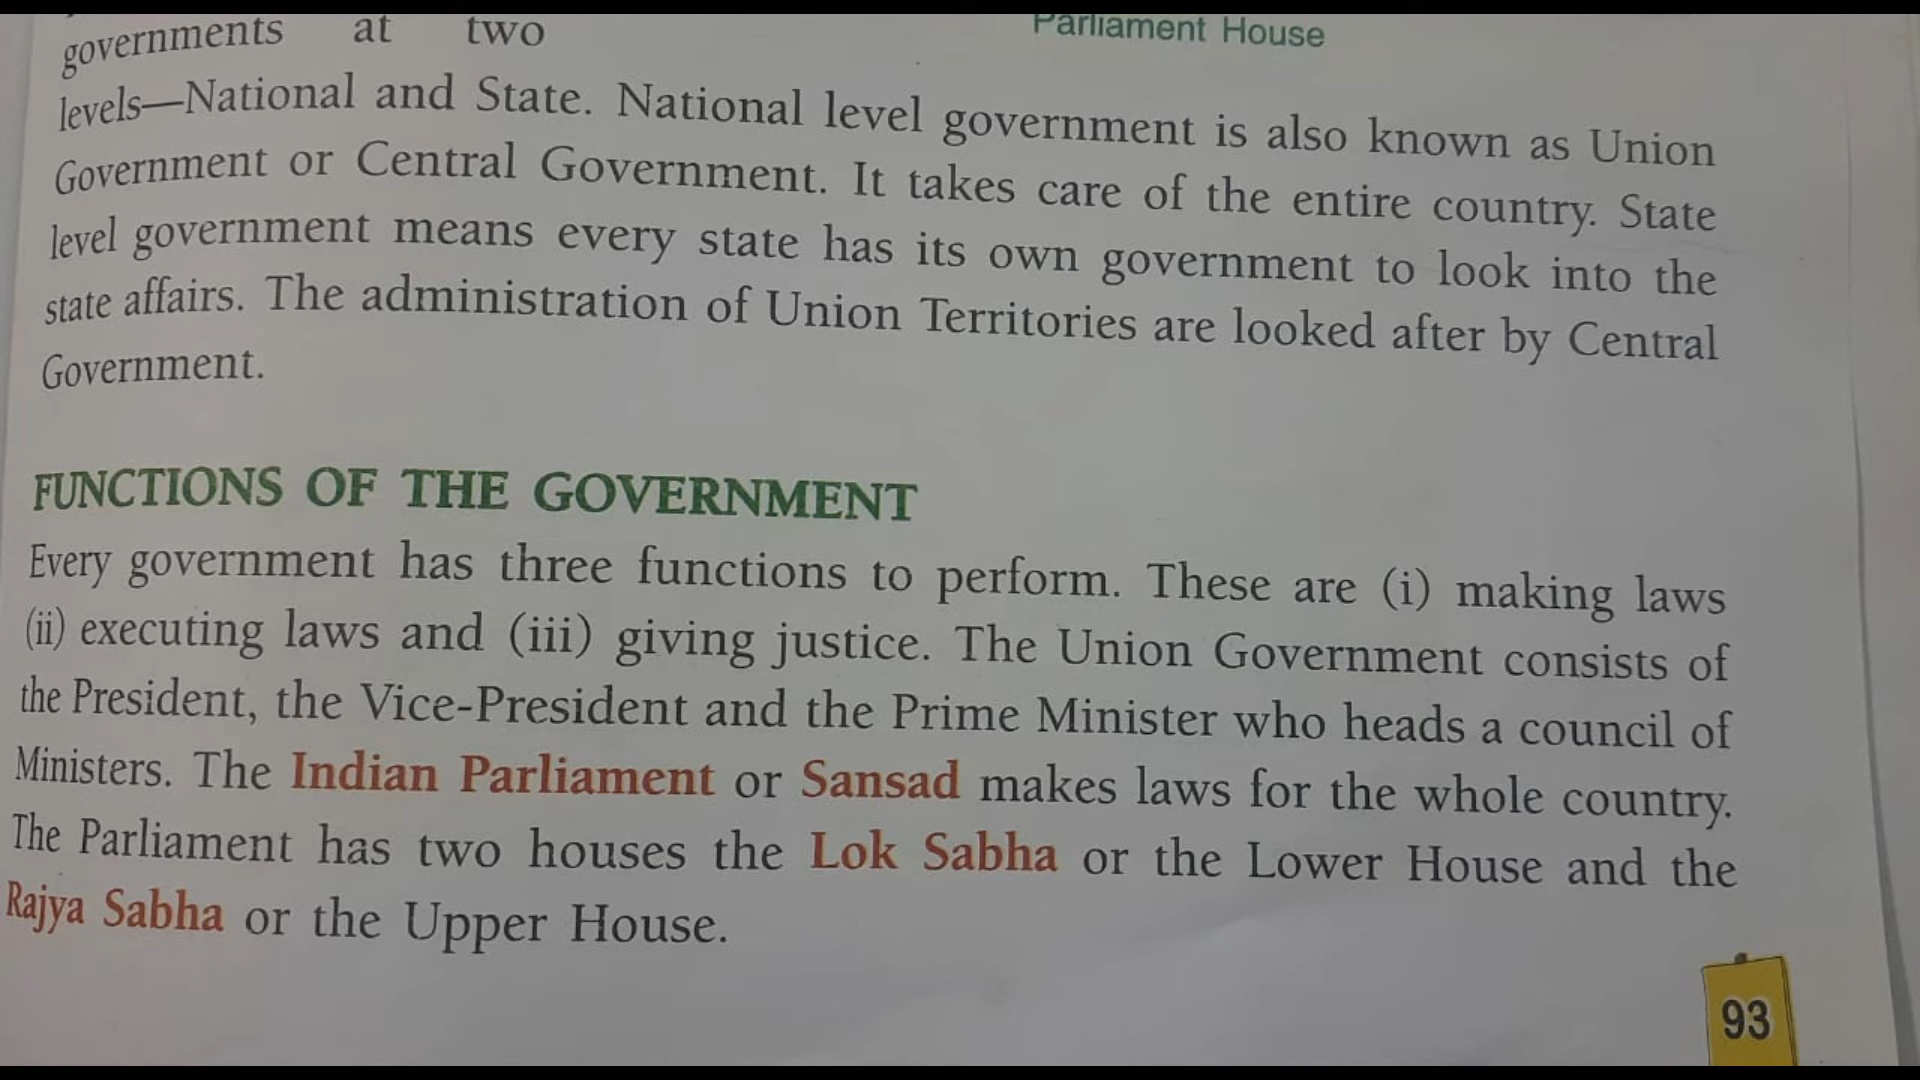 governments at two
Parliament House
levels—National and State. National level government is also known as Union
Government or Central Government. It takes care of the entire country. State
level government means every state has its own government to look into the
state affairs. The administration of Union Territories are looked after by Central
Government.
FUNCTIONS OF THE GOVERNMENT
Every government has three functions to perform. These are (i) making laws
(ii) executing laws and (iii) giving justice. The Union Government consists of
the President, the Vice-President and the Prime Minister who heads a council of
Ministers. The Indian Parliament or Sansad makes laws for the whole country.
The Parliament has two houses the Lok Sabha or the Lower House and the
Rajya Sabha or the Upper House.
93